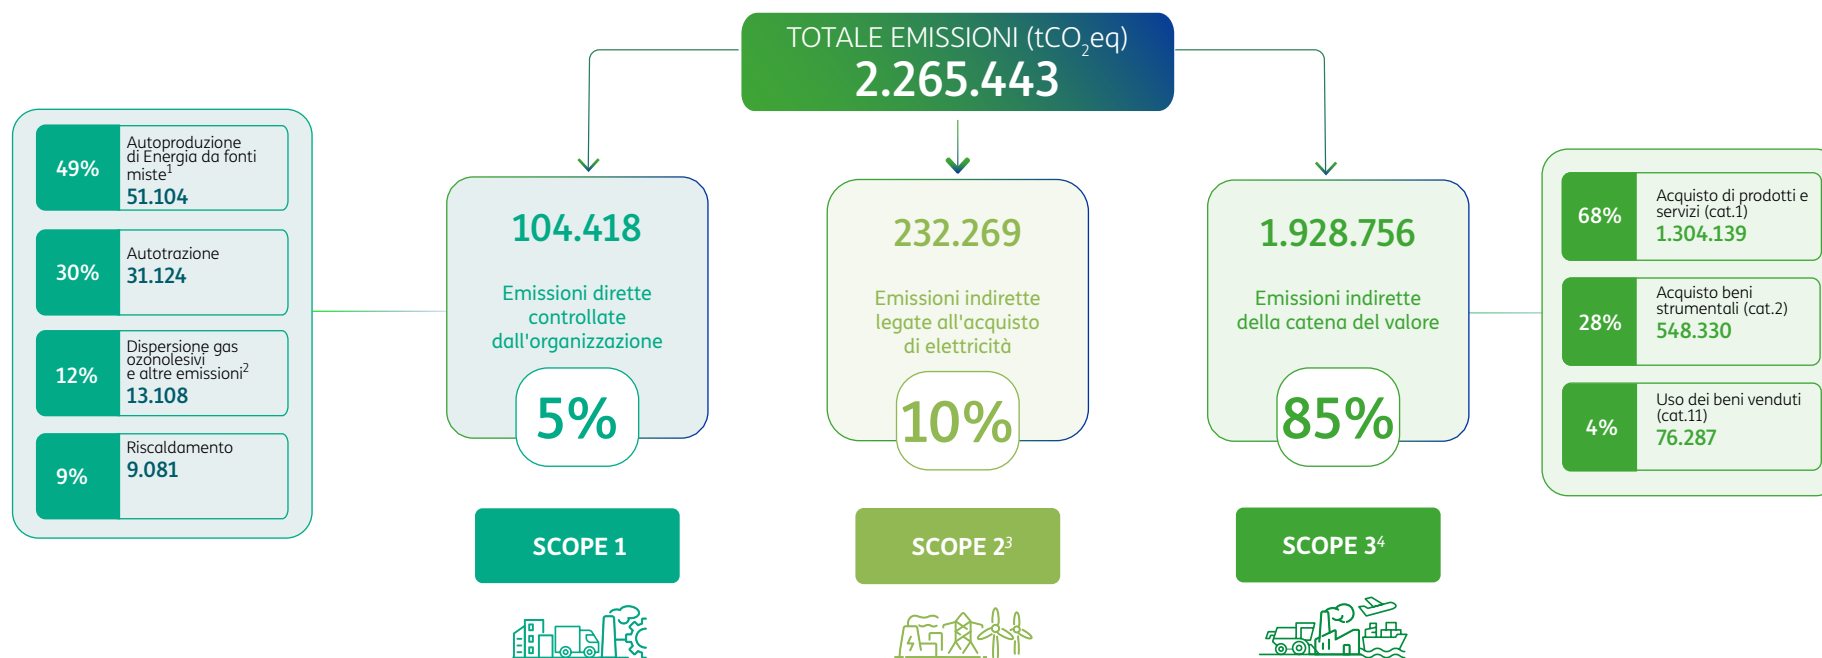 TOTALE EMISSIONI (tCO₂eq)
2.265.443
49%
Autoproduzione
di Energia da fonti
miste¹
51.104
30%
Autotrazione
31.124
12%
Dispersione gas
ozonolesivi
e altre emissioni²
13.108
9%
Riscaldamento
9.081
104.418
Emissioni dirette
controllate
dall'organizzazione
5%
SCOPE 1
232.269
Emissioni indirette
legate all'acquisto
di elettricità
10%
SCOPE 2³
1.928.756
Emissioni indirette
della catena del valore
85%
SCOPE 3⁴
68%
Acquisto di prodotti e
servizi (cat.1)
1.304.139
28%
Acquisto beni
strumentali (cat.2)
548.330
4%
Uso dei beni venduti
(cat.11)
76.287